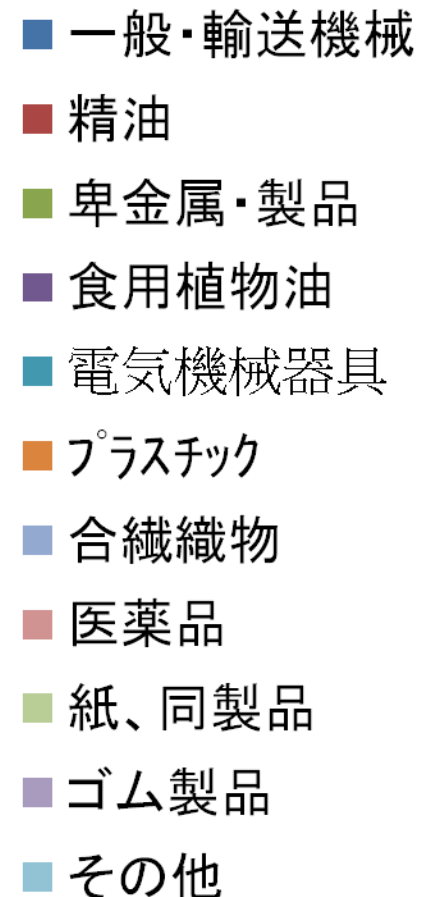 一般・輸送機械
精油
卑金属・製品
食用植物油
電気機械器具
プラスチック
合繊織物
医薬品
紙、同製品
ゴム製品
その他